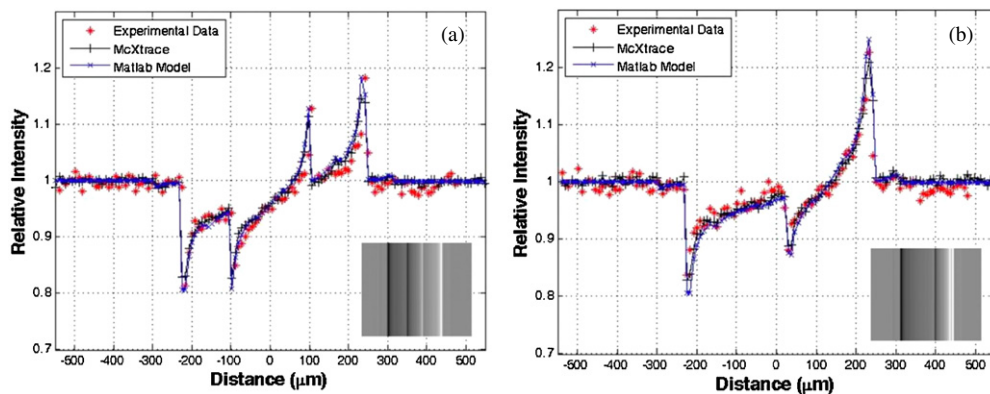 Experimental Data
McXtrace
Matlab Model
(a)
1.2
1.1
1
0.9
0.8
0.7
Relative Intensity
-500 -400 -300 -200 -100 0 100 200 300 400 500
Distance (μm)
Experimental Data
McXtrace
Matlab Model
(b)
1.2
1.1
1
0.9
0.8
0.7
Relative Intensity
-500 -400 -300 -200 -100 0 100 200 300 400 500
Distance (μm)